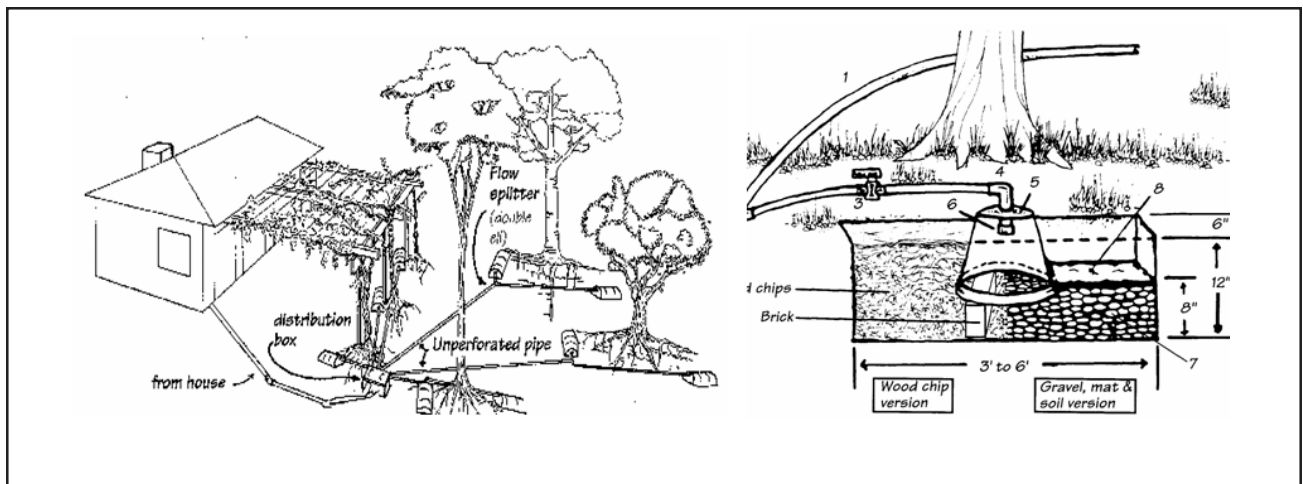 Flow
splitter
(double
ell)
distribution
box
Unperforated pipe
from house
1
3
4
5
6
8
6"
d chips
Brick
8"
12"
3' to 6'
7
Wood chip
version
Gravel, mat &
soil version